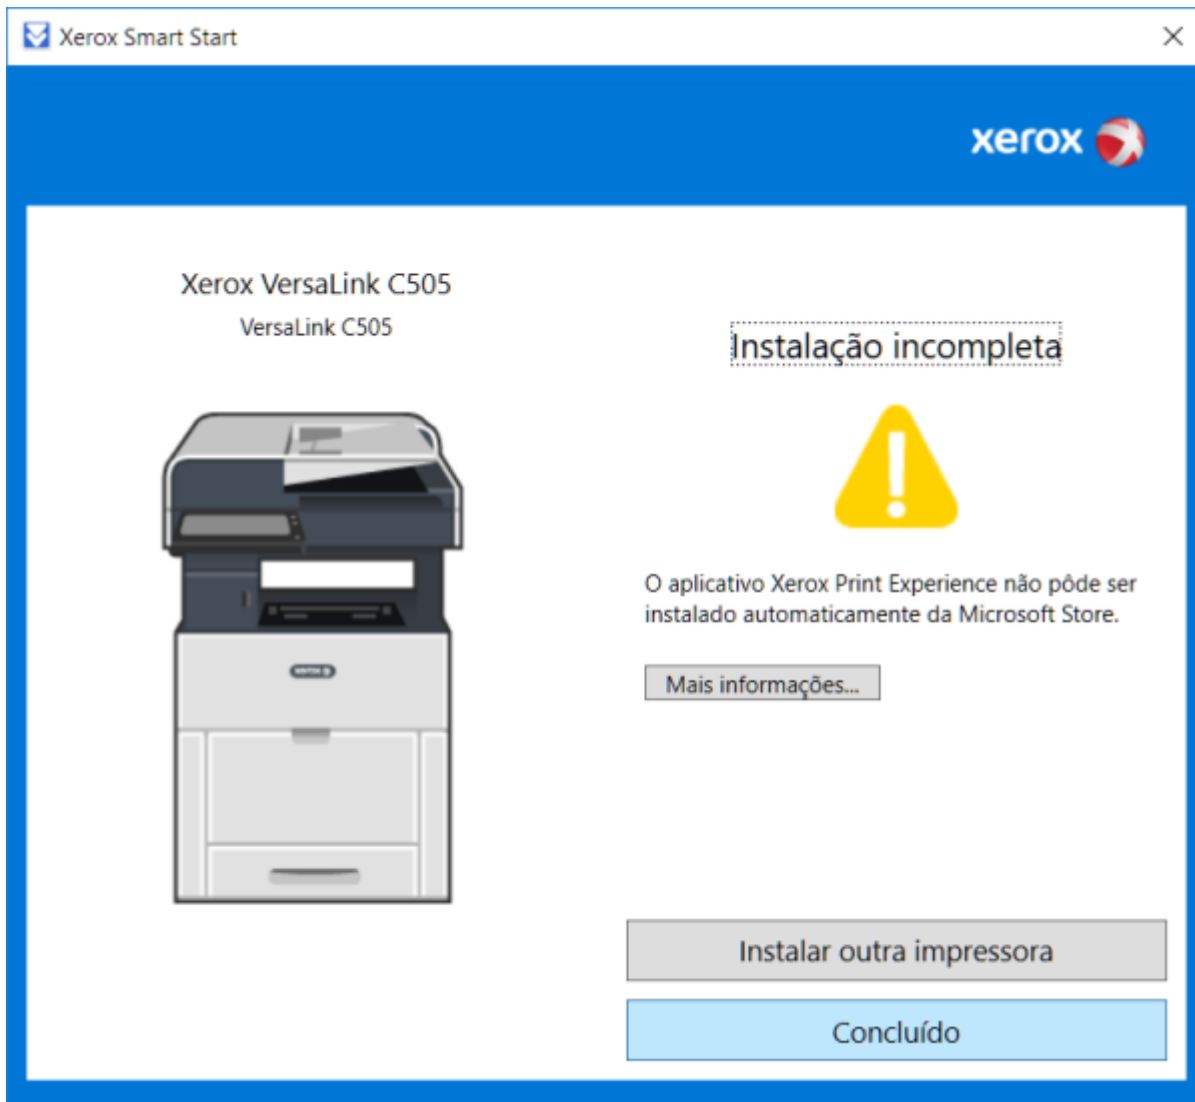 Xerox Smart Start
xerox
Xerox VersaLink C505
VersaLink C505
Instalação incompleta
O aplicativo Xerox Print Experience não pôde ser
instalado automaticamente da Microsoft Store.
Mais informações...
xerox
Instalar outra impressora
Concluído